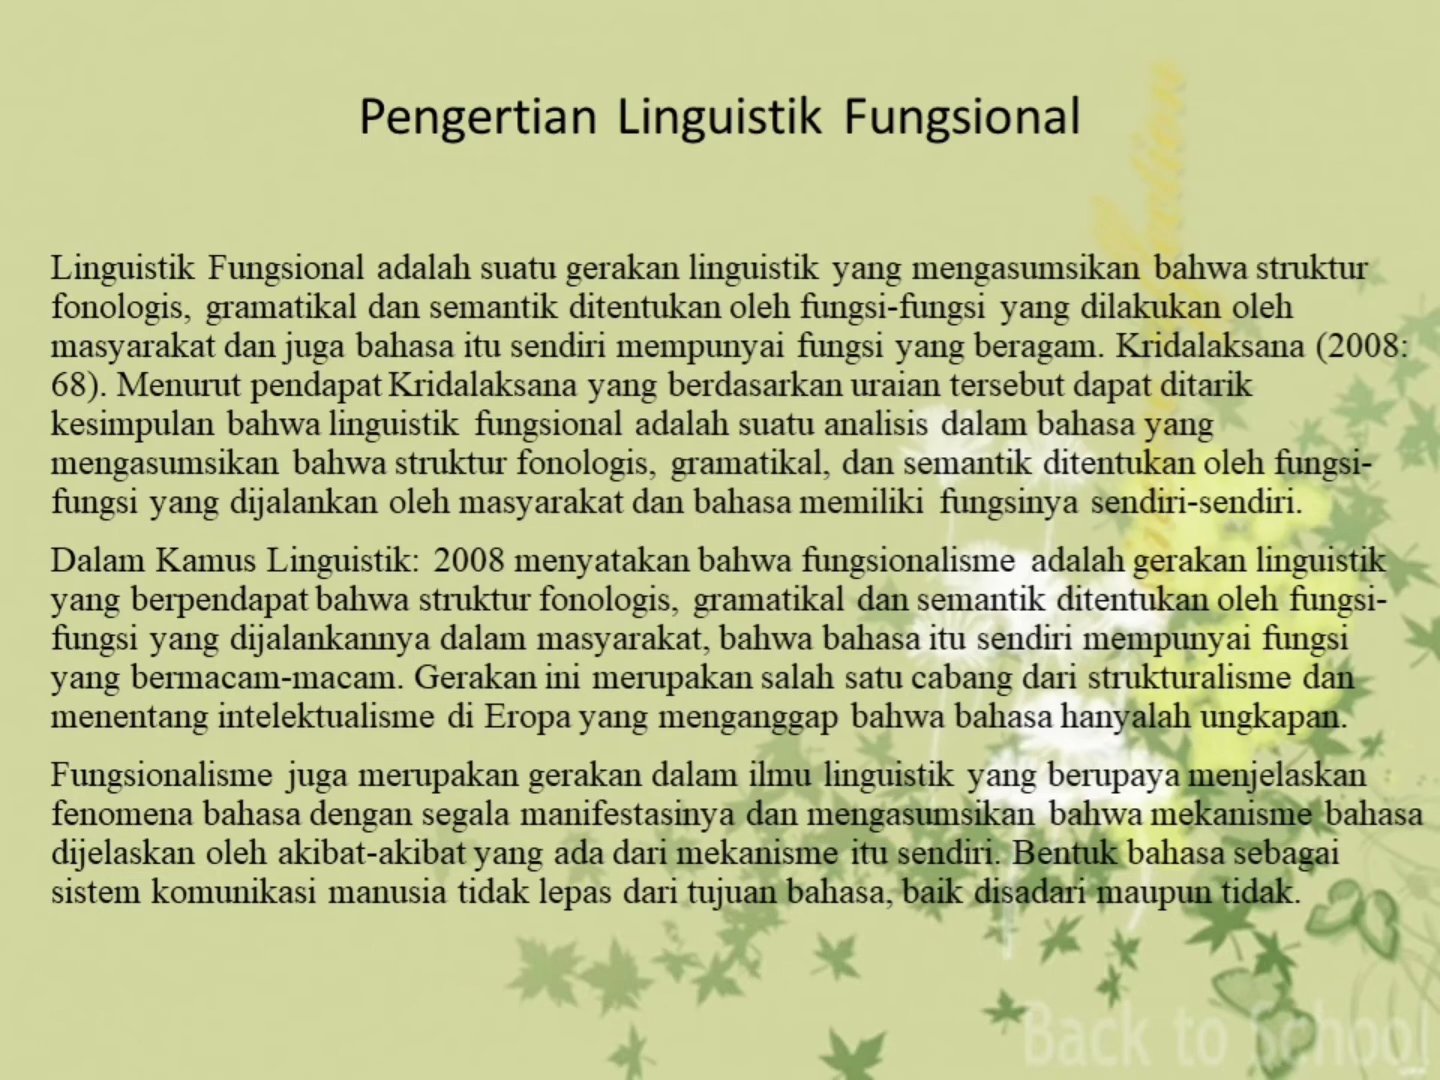 Pengertian Linguistik Fungsional
Linguistik Fungsional adalah suatu gerakan linguistik yang mengasumsikan bahwa struktur
fonologis, gramatikal dan semantik ditentukan oleh fungsi-fungsi yang dilakukan oleh
masyarakat dan juga bahasa itu sendiri mempunyai fungsi yang beragam. Kridalaksana (2008:
68). Menurut pendapat Kridalaksana yang berdasarkan uraian tersebut dapat ditarik
kesimpulan bahwa linguistik fungsional adalah suatu analisis dalam bahasa yang
mengasumsikan bahwa struktur fonologis, gramatikal, dan semantik ditentukan oleh fungsi-
fungsi yang dijalankan oleh masyarakat dan bahasa memiliki fungsinya sendiri-sendiri.
Dalam Kamus Linguistik: 2008 menyatakan bahwa fungsionalisme adalah gerakan linguistik
yang berpendapat bahwa struktur fonologis, gramatikal dan semantik ditentukan oleh fungsi-
fungsi yang dijalankannya dalam masyarakat, bahwa bahasa itu sendiri mempunyai fungsi
yang bermacam-macam. Gerakan ini merupakan salah satu cabang dari strukturalisme dan
menentang intelektualisme di Eropa yang menganggap bahwa bahasa hanyalah ungkapan.
Fungsionalisme juga merupakan gerakan dalam ilmu linguistik yang berupaya menjelaskan
fenomena bahasa dengan segala manifestasinya dan mengasumsikan bahwa mekanisme bahasa
dijelaskan oleh akibat-akibat yang ada dari mekanisme itu sendiri. Bentuk bahasa sebagai
sistem komunikasi manusia tidak lepas dari tujuan bahasa, baik disadari maupun tidak.
Back to School